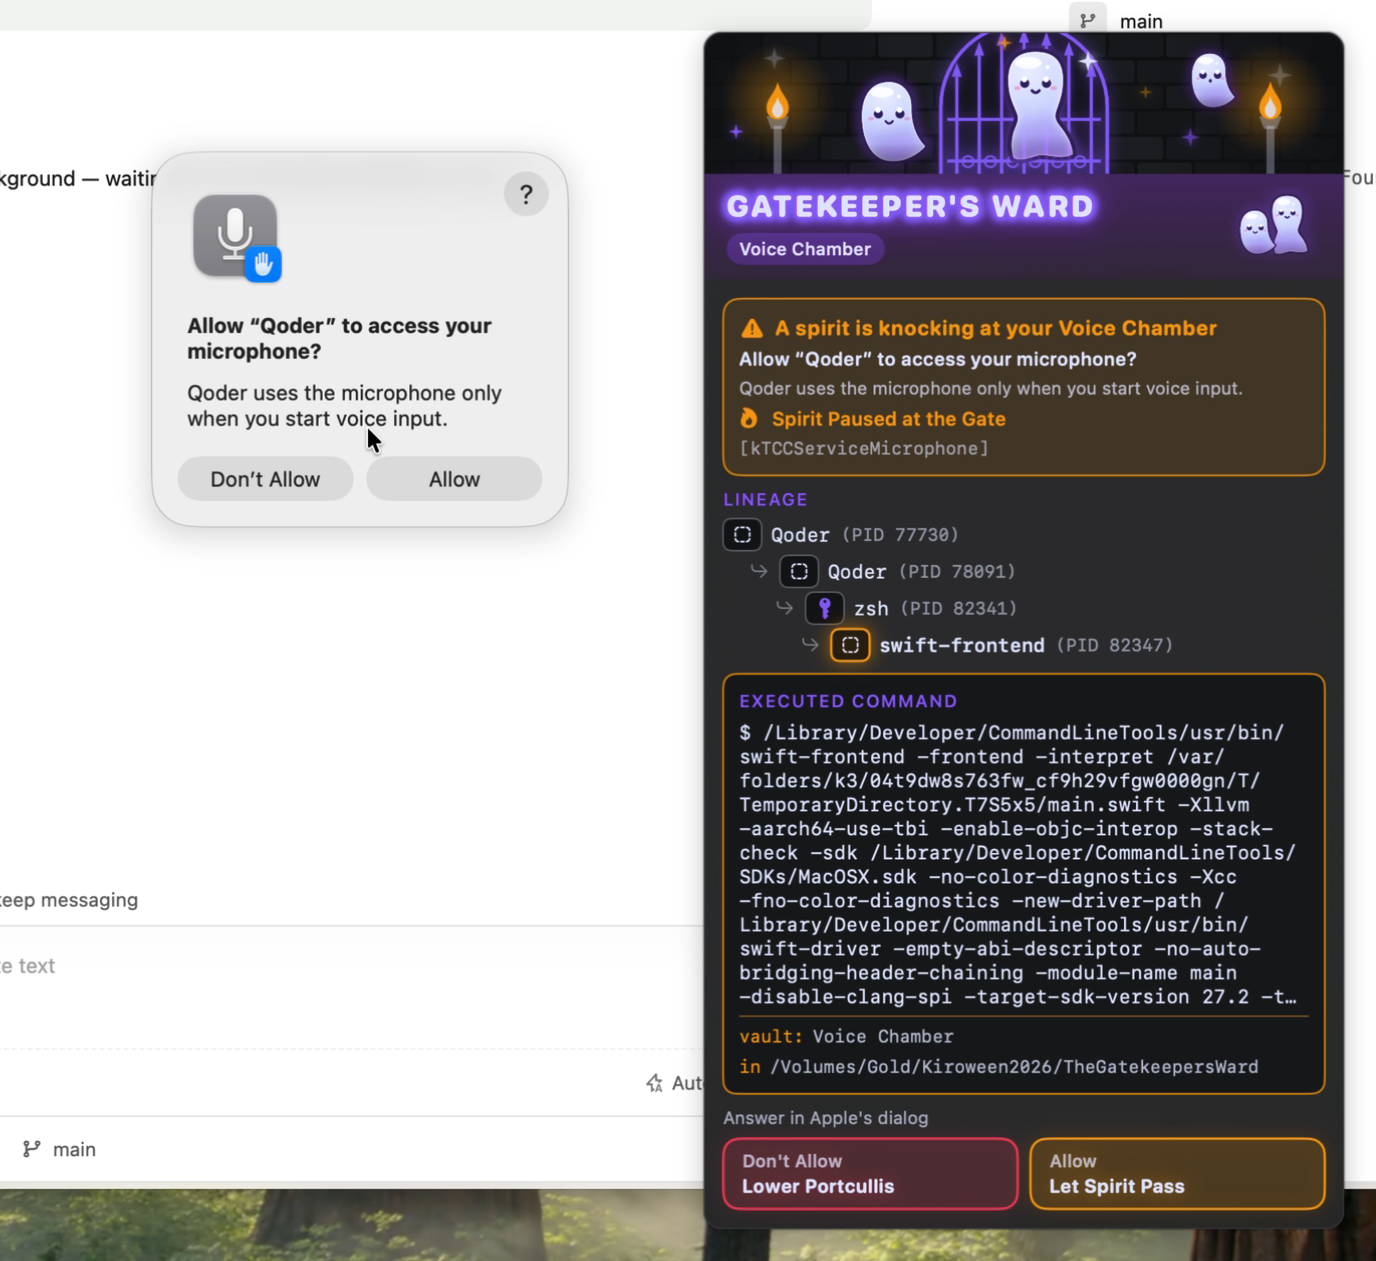 main
kground — waitin
?
Allow “Qoder” to access your
microphone?
Qoder uses the microphone only
when you start voice input.
Don’t Allow
Allow
keep messaging
te text
Auto
main
GATEKEEPER'S WARD
Voice Chamber
A spirit is knocking at your Voice Chamber
Allow “Qoder” to access your microphone?
Qoder uses the microphone only when you start voice input.
Spirit Paused at the Gate
[kTCCServiceMicrophone]
LINEAGE
Qoder (PID 77730)
Qoder (PID 78091)
zsh (PID 82341)
swift-frontend (PID 82347)
EXECUTED COMMAND
$ /Library/Developer/CommandLineTools/usr/bin/
swift-frontend -frontend -interpret /var/
folders/k3/04t9dw8s763fw_cf9h29vfgw0000gn/T/
TemporaryDirectory.T7S5x5/main.swift -Xllvm
-aarch64-use-tbi -enable-objc-interop -stack-
check -sdk /Library/Developer/CommandLineTools/
SDKs/MacOSX.sdk -no-color-diagnostics -Xcc
-fno-color-diagnostics -new-driver-path /
Library/Developer/CommandLineTools/usr/bin/
swift-driver -empty-abi-descriptor -no-auto-
bridging-header-chaining -module-name main
-disable-clang-spi -target-sdk-version 27.2 -t…
vault: Voice Chamber
in /Volumes/Gold/Kiroween2026/TheGatekeepersWard
Answer in Apple's dialog
Don't Allow
Lower Portcullis
Allow
Let Spirit Pass